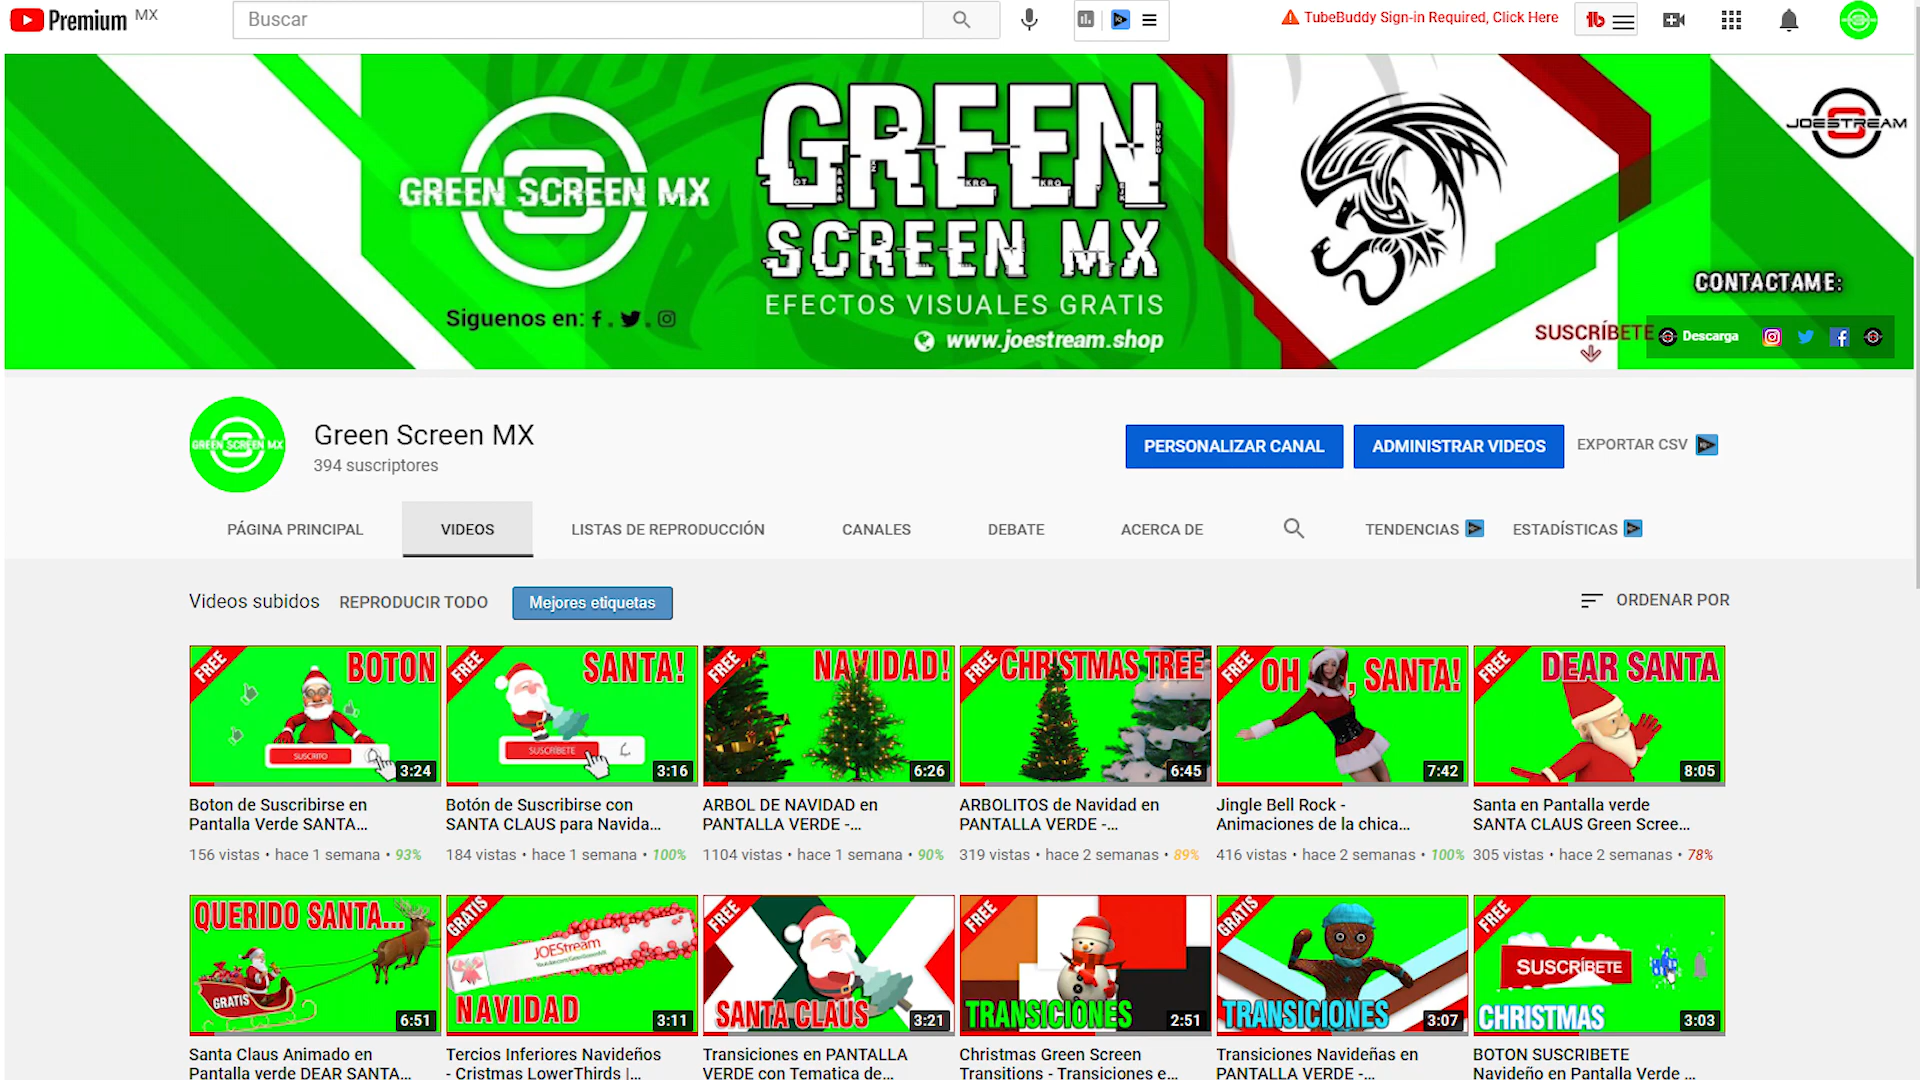 Premium MX
Buscar
TubeBuddy Sign-in Required, Click Here
GREEN SCREEN MX
Siguenos en:
GREEN
SCREEN MX
EFECTOS VISUALES GRATIS
www.joestream.shop
JOESTREAM
CONTACTAME:
SUSCRÍBETE
Descarga
GREEN SCREEN MX
Green Screen MX
394 suscriptores
PERSONALIZAR CANAL
ADMINISTRAR VIDEOS
EXPORTAR CSV
PÁGINA PRINCIPAL
VIDEOS
LISTAS DE REPRODUCCIÓN
CANALES
DEBATE
ACERCA DE
TENDENCIAS
ESTADÍSTICAS
Videos subidos
REPRODUCIR TODO
Mejores etiquetas
ORDENAR POR
FREE
BOTON
SUSCRITO
3:24
Boton de Suscribirse en
Pantalla Verde SANTA...
156 vistas • hace 1 semana • 93%
FREE
SANTA!
SUSCRÍBETE
3:16
Botón de Suscribirse con
SANTA CLAUS para Navida...
184 vistas • hace 1 semana • 100%
FREE
NAVIDAD!
6:26
ARBOL DE NAVIDAD en
PANTALLA VERDE -...
1104 vistas • hace 1 semana • 90%
FREE
CHRISTMAS TREE
6:45
ARBOLITOS de Navidad en
PANTALLA VERDE -...
319 vistas • hace 2 semanas • 89%
FREE
OH, SANTA!
7:42
Jingle Bell Rock -
Animaciones de la chica...
416 vistas • hace 2 semanas • 100%
FREE
DEAR SANTA
8:05
Santa en Pantalla verde
SANTA CLAUS Green Scree...
305 vistas • hace 2 semanas • 78%
QUERIDO SANTA...
GRATIS
6:51
Santa Claus Animado en
Pantalla verde DEAR SANTA...
GRATIS
JOEStream
NAVIDAD
3:11
Tercios Inferiores Navideños
- Cristmas LowerThirds |...
FREE
SANTA CLAUS
3:21
Transiciones en PANTALLA
VERDE con Tematica de...
FREE
TRANSICIONES
2:51
Christmas Green Screen
Transitions - Transiciones e...
GRATIS
TRANSICIONES
3:07
Transiciones Navideñas en
PANTALLA VERDE -...
FREE
SUSCRÍBETE
CHRISTMAS
3:03
BOTON SUSCRIBETE
Navideño en Pantalla Verde ...